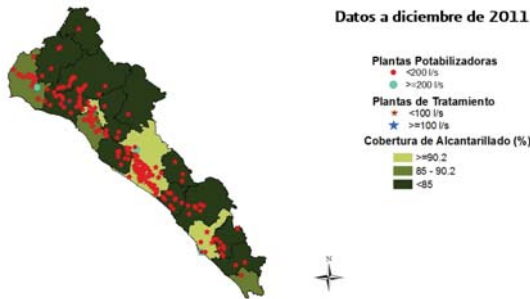 Datos a diciembre de 2011
Plantas Potabilizadoras
<200 l/s
>=200 l/s
Plantas de Tratamiento
<100 l/s
>=100 l/s
Cobertura de Alcantarillado (%)
>=90.2
85 - 90.2
<85
N